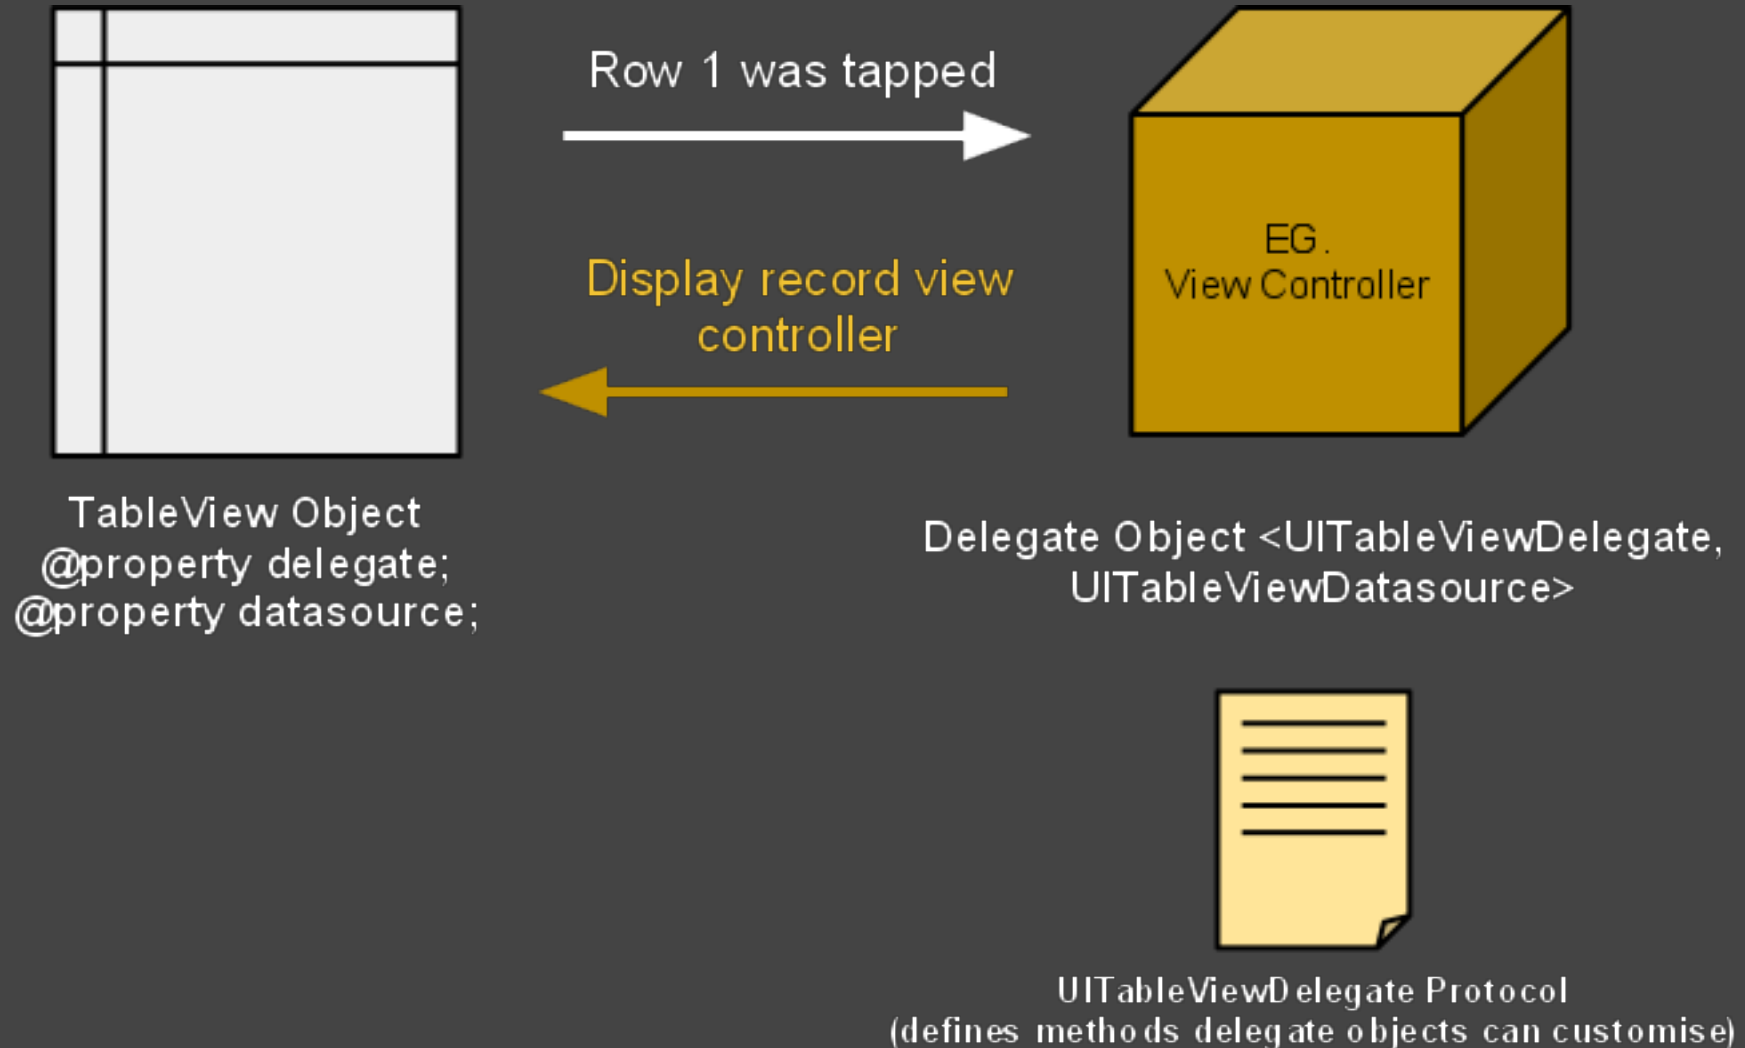 Row 1 was tapped
Display record view
controller
EG.
View Controller
TableView Object
@property delegate;
@property datasource;
Delegate Object <UITableViewDelegate,
UITableViewDatasource>
UITableViewDelegate Protocol
(defines methods delegate objects can customise)